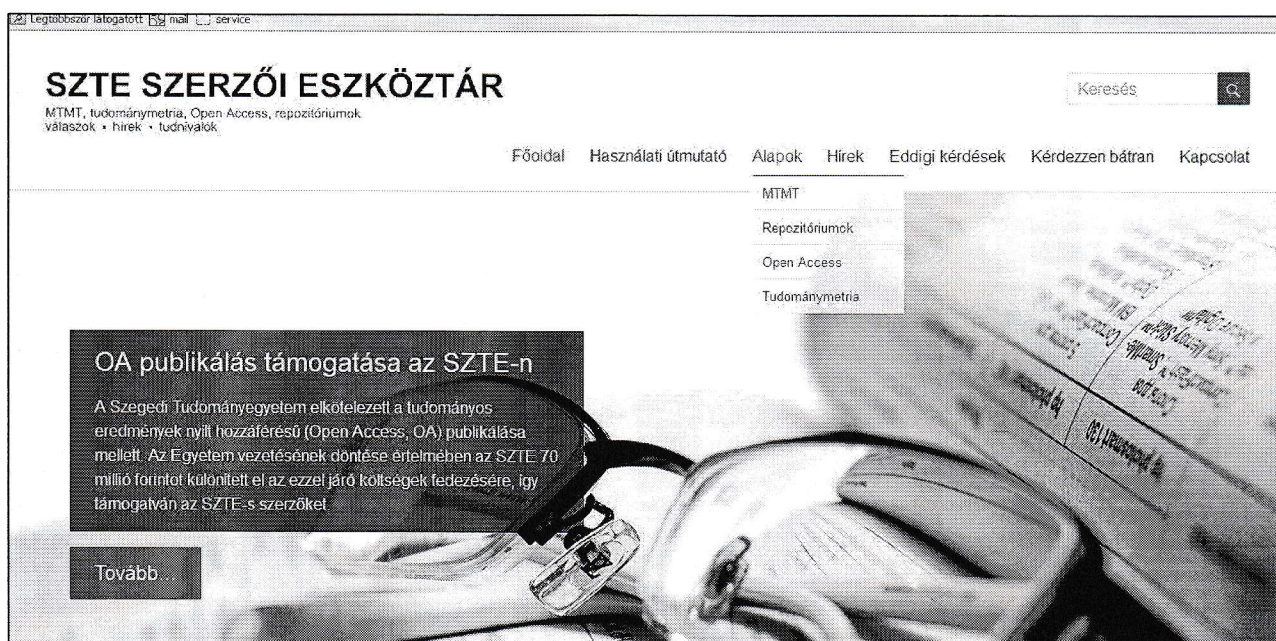 Legtöbbször látogatott mail service
SZTE SZERZŐI ESZKÖZTÁR
MTMT, tudománymetria, Open Access, repozitóriumok
válaszok • hírek • tudnivalók
Keresés
Főoldal Használati útmutató Alapok Hírek Eddigi kérdések Kérdezzen bátran Kapcsolat
MTMT
Repozitóriumok
Open Access
Tudománymetria
OA publikálás támogatása az SZTE-n
A Szegedi Tudományegyetem elkötelezett a tudományos
eredmények nyílt hozzáférésű (Open Access, OA) publikálása
mellett. Az Egyetem vezetésének döntése értelmében az SZTE 70
millió forintot különített el az ezzel járó költségek fedezésére, így
támogatván az SZTE-s szerzőket.
Tovább...
hp photosmart 130